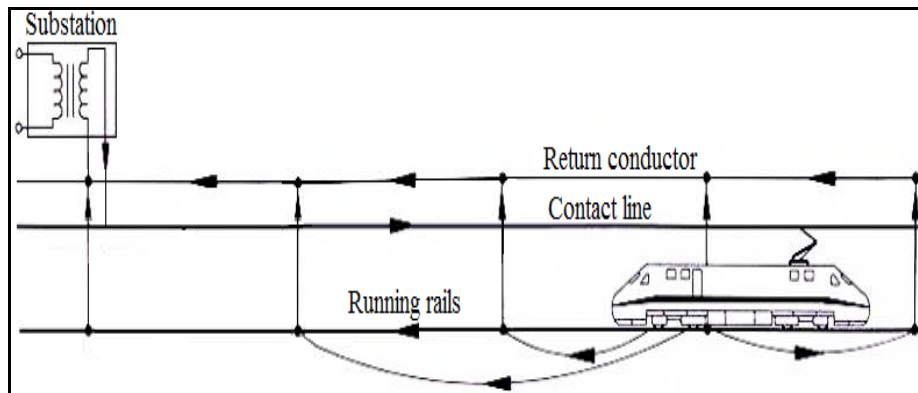 Substation
Return conductor
Contact line
Running rails